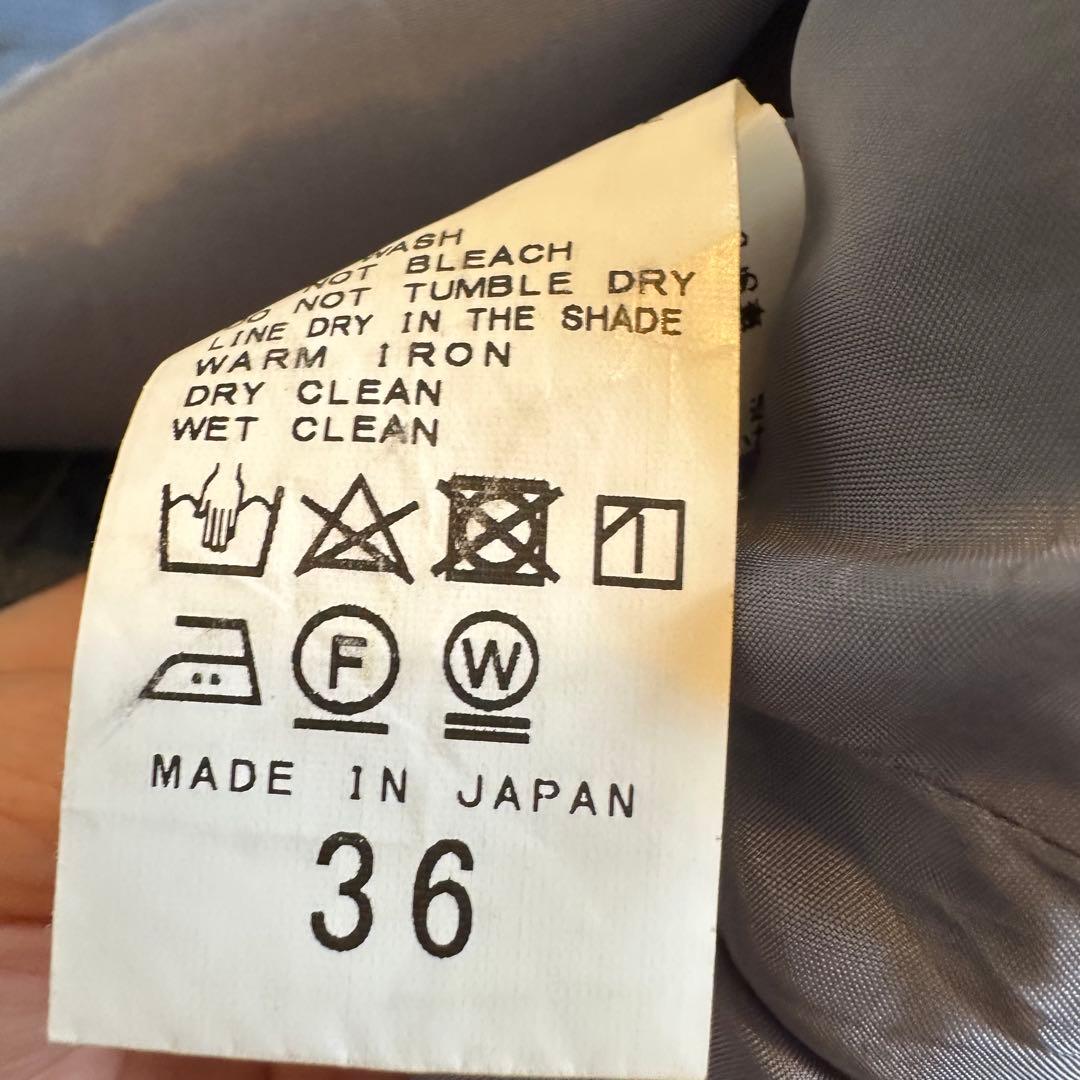 WASH
NOT BLEACH
DO NOT TUMBLE DRY
LINE DRY IN THE SHADE
WARM IRON
DRY CLEAN
WET CLEAN
F W
MADE IN JAPAN
36